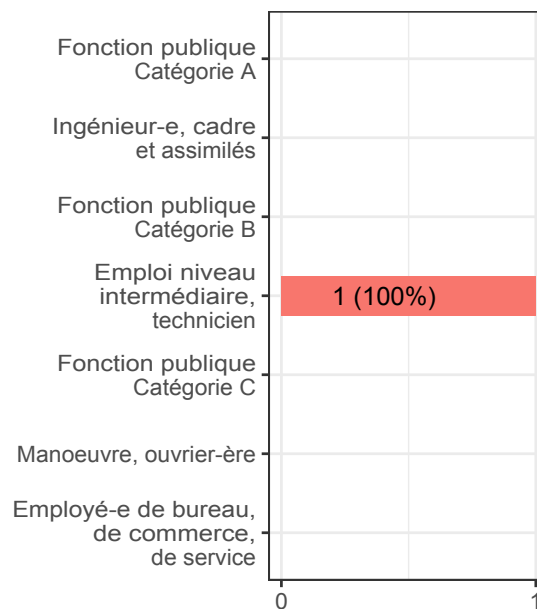 Fonction publique
Catégorie A
Ingénieur-e, cadre
et assimilés
Fonction publique
Catégorie B
Emploi niveau
intermédiaire,
technicien
1 (100%)
Fonction publique
Catégorie C
Manoeuvre, ouvrier-ère
Employé-e de bureau,
de commerce,
de service
0 1